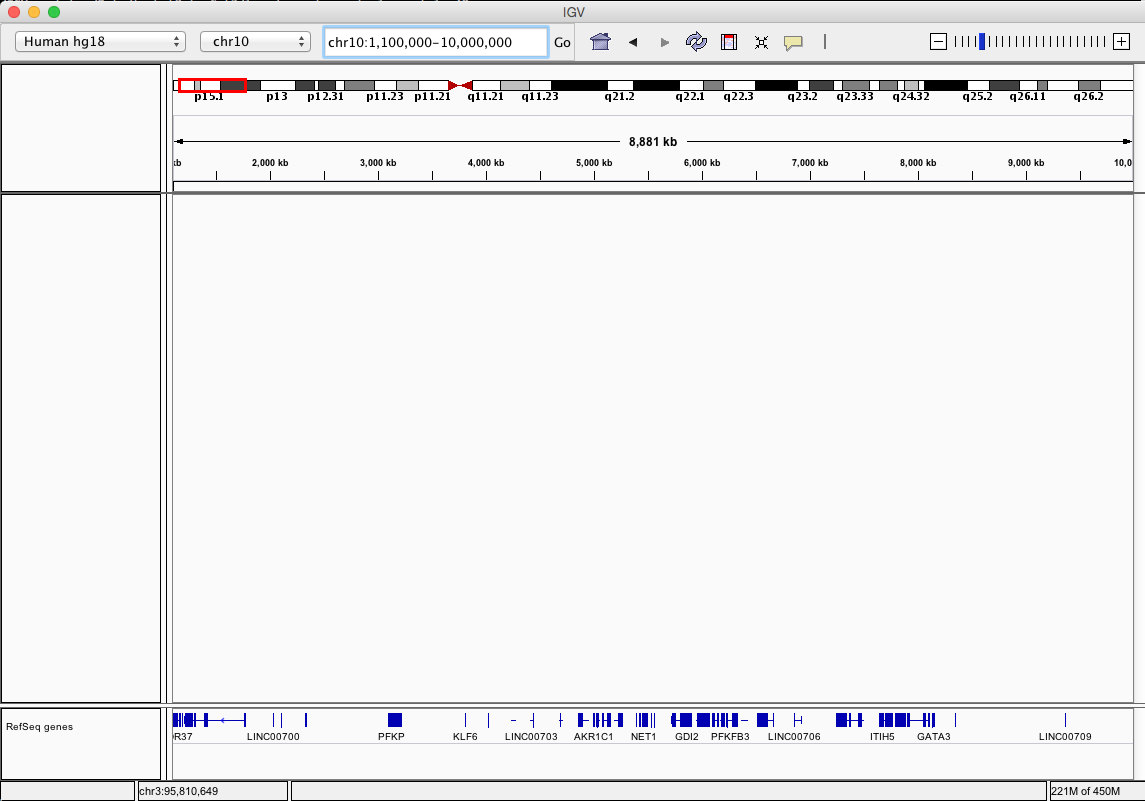 IGV
Human hg18 chr10 chr10:1,100,000-10,000,000 Go
p15.1 p13 p12.31 p11.23 p11.21 q11.21 q11.23 q21.2 q22.1 q22.3 q23.2 q23.33 q24.32 q25.2 q26.11 q26.2
8,881 kb
kb 2,000 kb 3,000 kb 4,000 kb 5,000 kb 6,000 kb 7,000 kb 8,000 kb 9,000 kb 10,0
RefSeq genes
R37 LINC00700 PFKP KLF6 LINC00703 AKR1C1 NET1 GDI2 PFKFB3 LINC00706 ITIH5 GATA3 LINC00709
chr3:95,810,649 221M of 450M